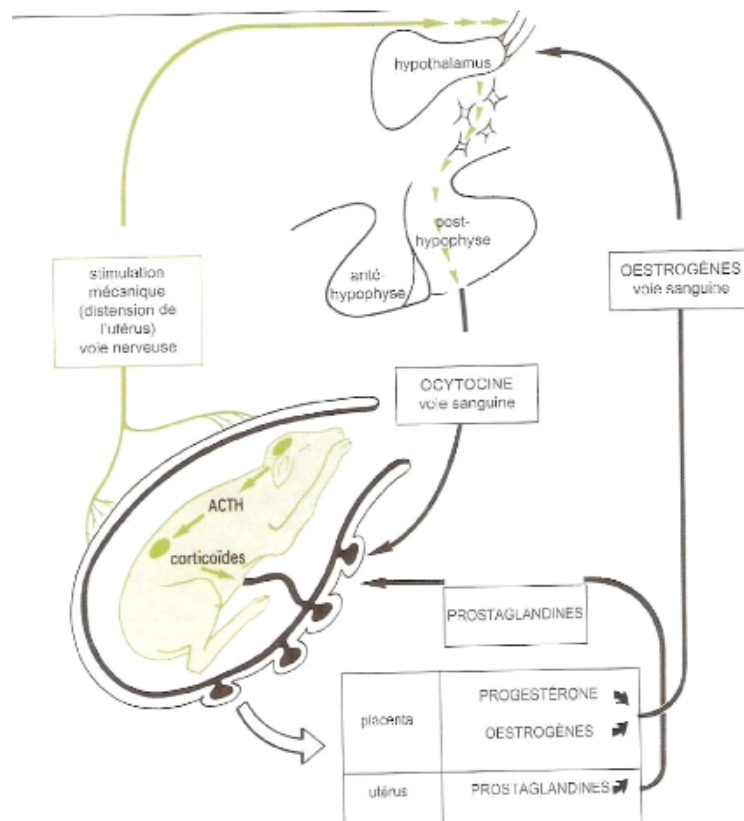 hypothalamus
post-
hypophyse
anté-
hypophyse
stimulation
mécanique
(distension de
l'utérus)
voie nerveuse
OESTROGÈNES
voie sanguine
OCYTOCINE
voie sanguine
ACTH
corticoïdes
PROSTAGLANDINES
placenta
PROGESTÉRONE
OESTROGÈNES
utérus
PROSTAGLANDINES